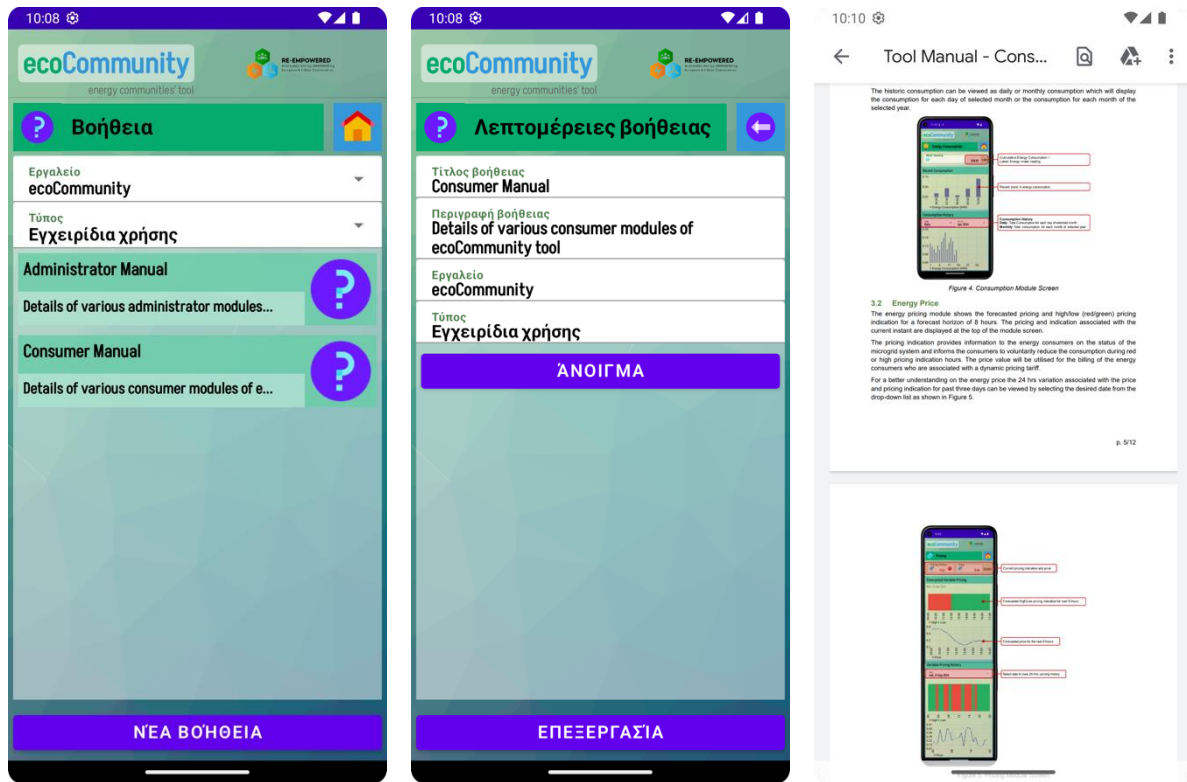 10:08
ecoCommunity
RE-EMPOWERED
energy communities' tool
Βοήθεια
Εργαλείο
ecoCommunity
Τύπος
Εγχειρίδια χρήσης
Administrator Manual
Details of various administrator modules...
Consumer Manual
Details of various consumer modules of e...
ΝΈΑ ΒΟΉΘΕΙΑ
10:08
ecoCommunity
RE-EMPOWERED
energy communities' tool
Λεπτομέρειες βοήθειας
Τίτλος βοήθειας
Consumer Manual
Περιγραφή βοήθειας
Details of various consumer modules of
ecoCommunity tool
Εργαλείο
ecoCommunity
Τύπος
Εγχειρίδια χρήσης
ΆΝΟΙΓΜΑ
ΕΠΕΞΕΡΓΑΣΊΑ
10:10
Tool Manual - Cons...
The historic consumption can be viewed as daily or monthly consumption which will display
the consumption for each day of selected month or the consumption for each month of the
selected year.
Figure 4. Consumption Module Screen
3.2 Energy Price
The energy pricing module shows the forecasted pricing and high/low (red/green) pricing
indication for a forecast horizon of 8 hours. The pricing and indication associated with the
current instant are displayed at the top of the module screen.
The pricing indication provides information to the energy consumers on the status of the
microgrid system and informs the consumers to voluntarily reduce the consumption during red
or high pricing indication hours. The price value will be utilised for the billing of the energy
consumers who are associated with a dynamic pricing tariff.
For a better understanding on the energy price the 24 hrs variation associated with the price
and pricing indication for past three days can be viewed by selecting the desired date from the
drop-down list as shown in Figure 5.
p. 5/12